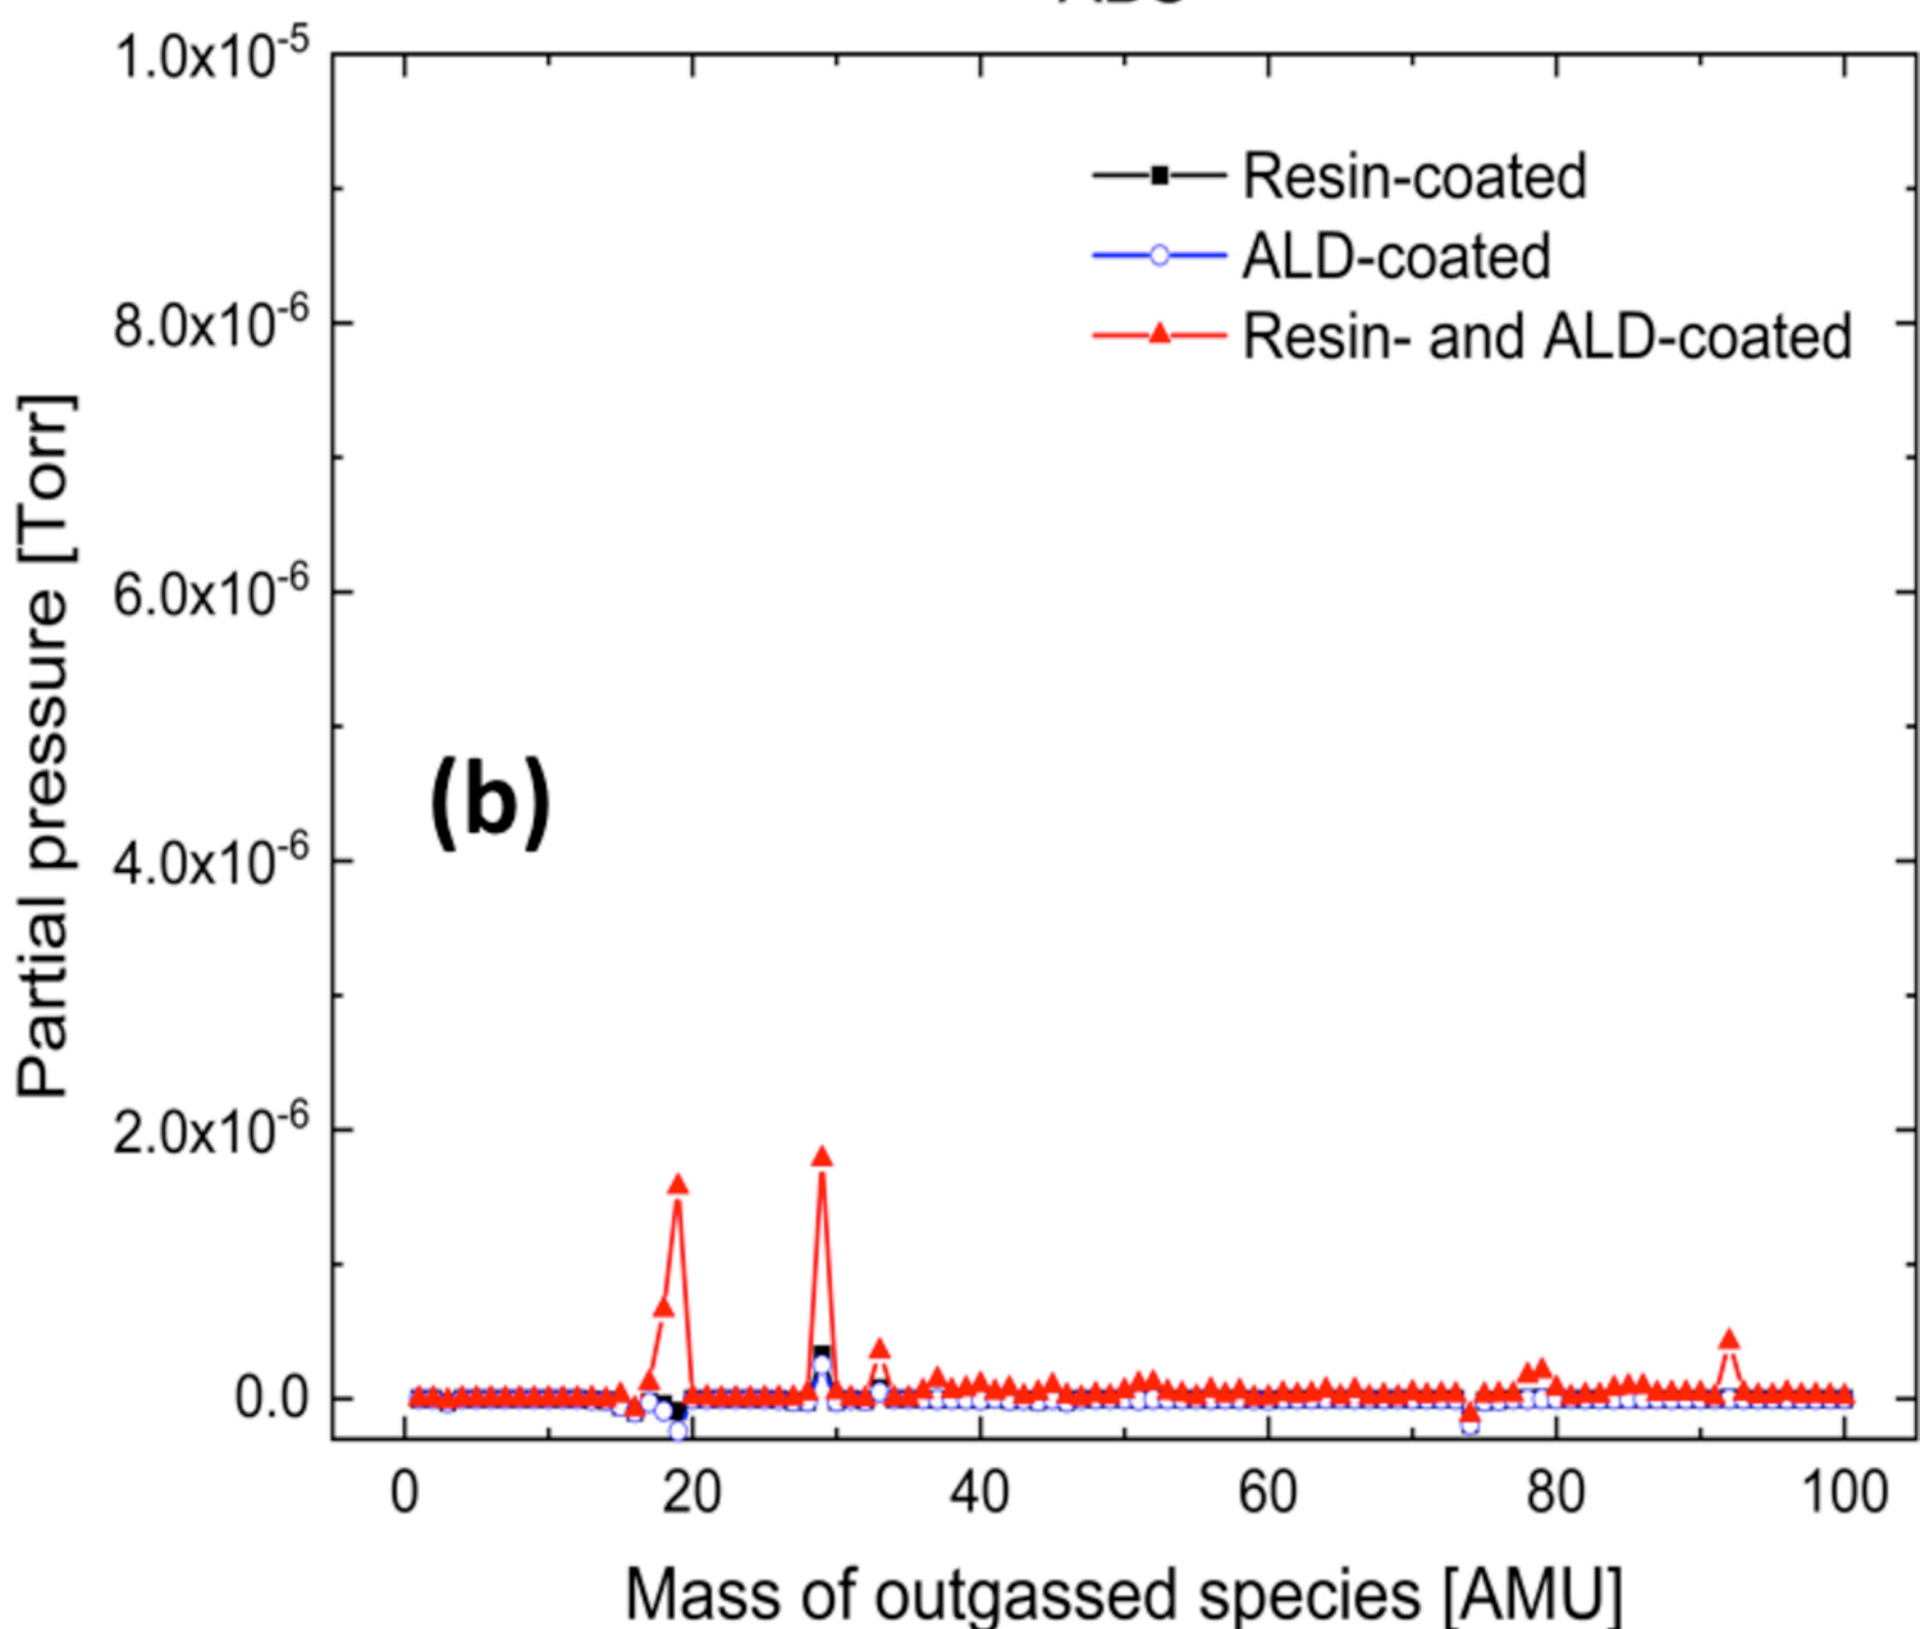 1.0x10⁻⁵
Resin-coated
ALD-coated
8.0x10⁻⁶
Resin- and ALD-coated
6.0x10⁻⁶
Partial pressure [Torr]
(b)
4.0x10⁻⁶
2.0x10⁻⁶
0.0
0 20 40 60 80 100
Mass of outgassed species [AMU]